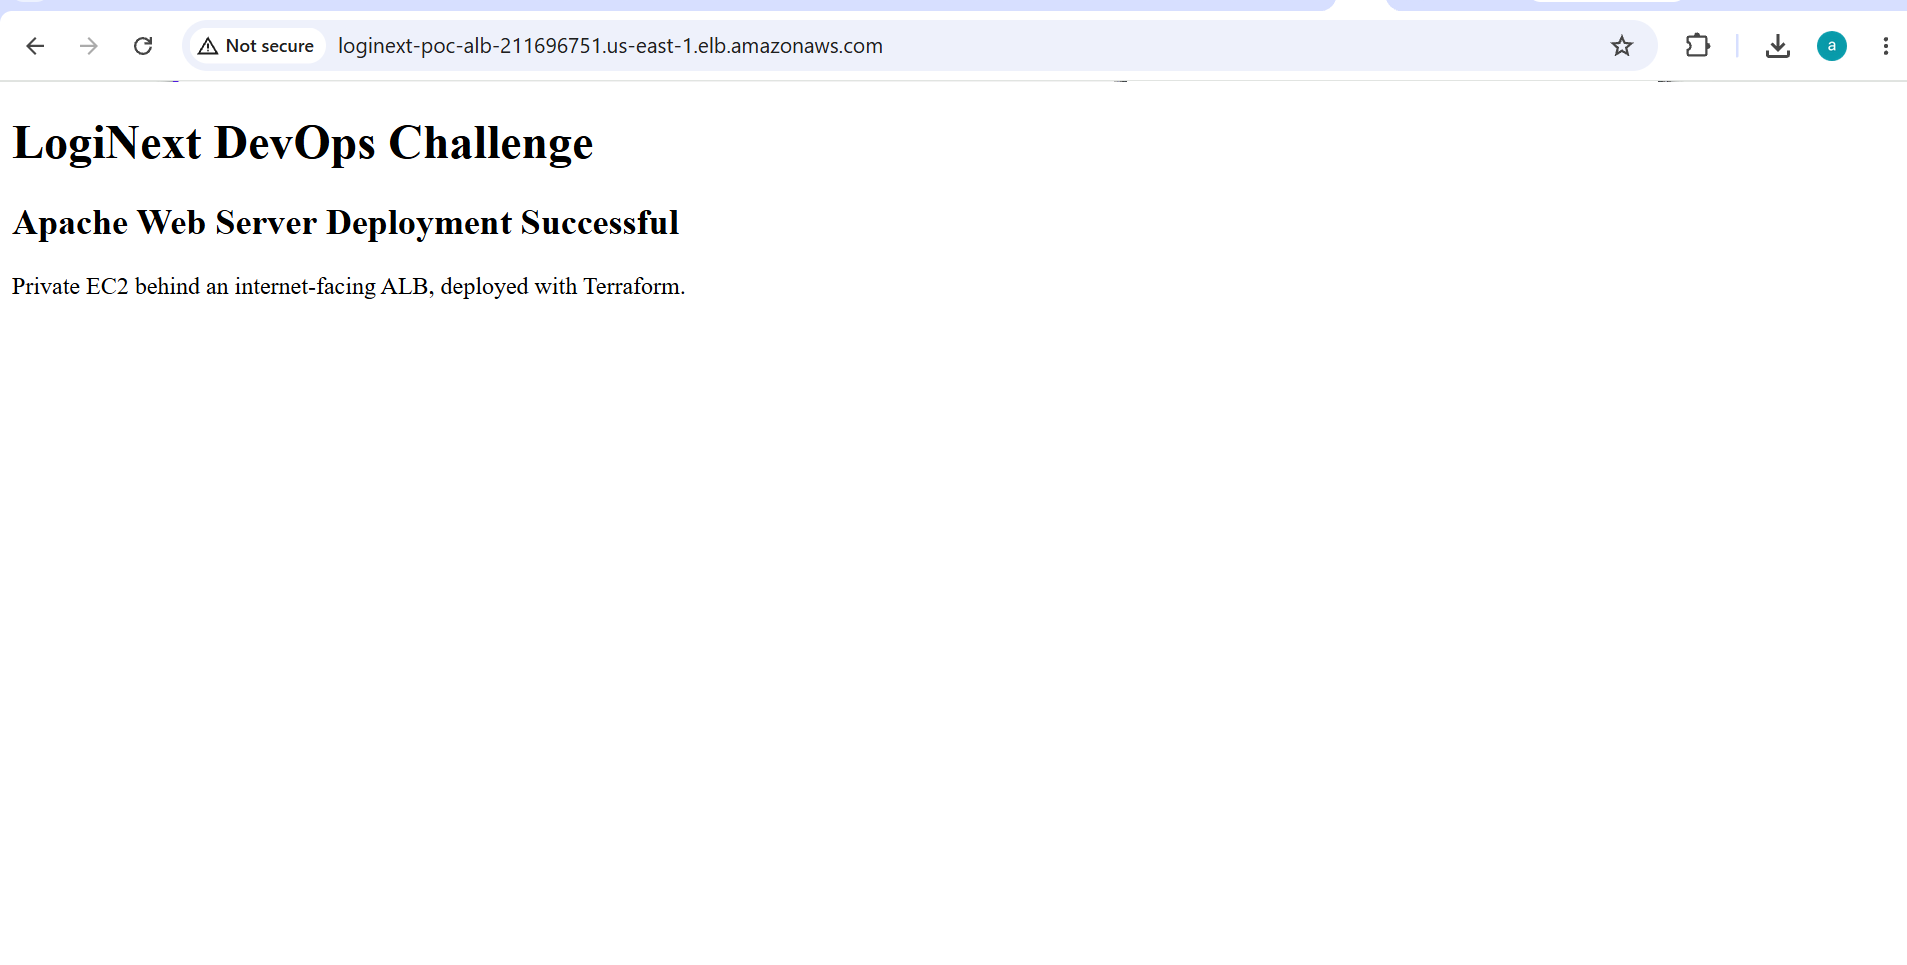 Not secure
loginext-poc-alb-211696751.us-east-1.elb.amazonaws.com
a
LogiNext DevOps Challenge
Apache Web Server Deployment Successful
Private EC2 behind an internet-facing ALB, deployed with Terraform.